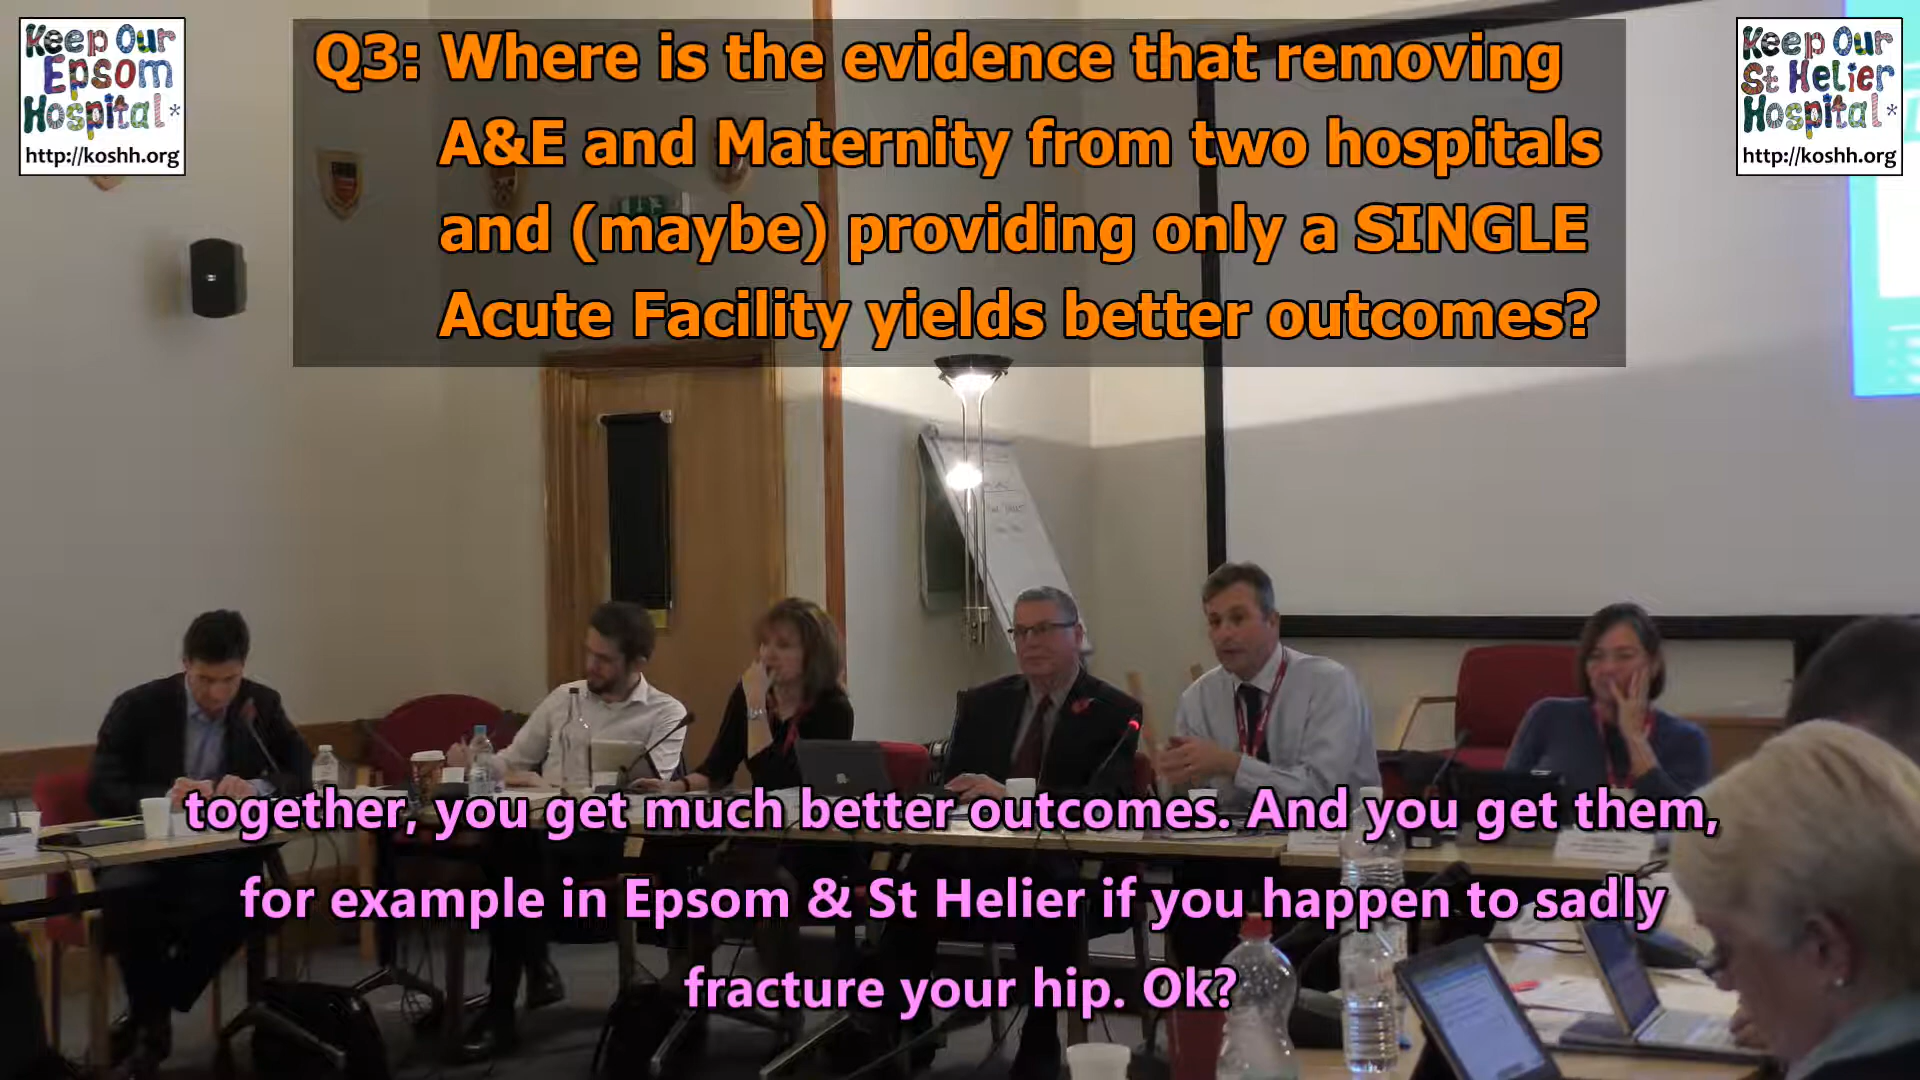 Keep Our
Epsom
Hospital*
http://koshh.org
Q3: Where is the evidence that removing
A&E and Maternity from two hospitals
and (maybe) providing only a SINGLE
Acute Facility yields better outcomes?
Keep Our
St Helier
Hospital*
http://koshh.org
together, you get much better outcomes. And you get them,
for example in Epsom & St Helier if you happen to sadly
fracture your hip. Ok?